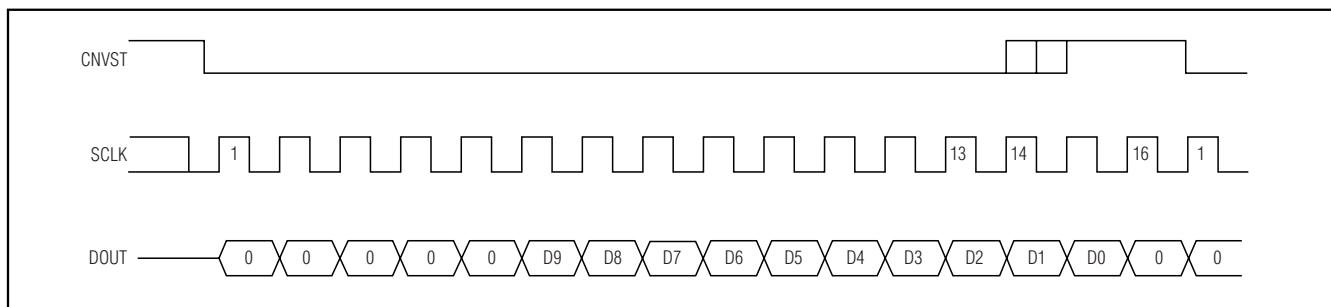 CNVST
SCLK 1 13 14 16 1
DOUT 0 0 0 0 0 D9 D8 D7 D6 D5 D4 D3 D2 D1 D0 0 0